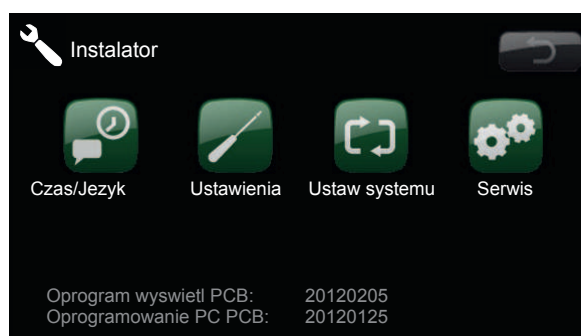 Instalator
Czas/Jezyk Ustawienia Ustaw systemu Serwis
Oprogram wyswietl PCB: 20120205
Oprogramowanie PC PCB: 20120125